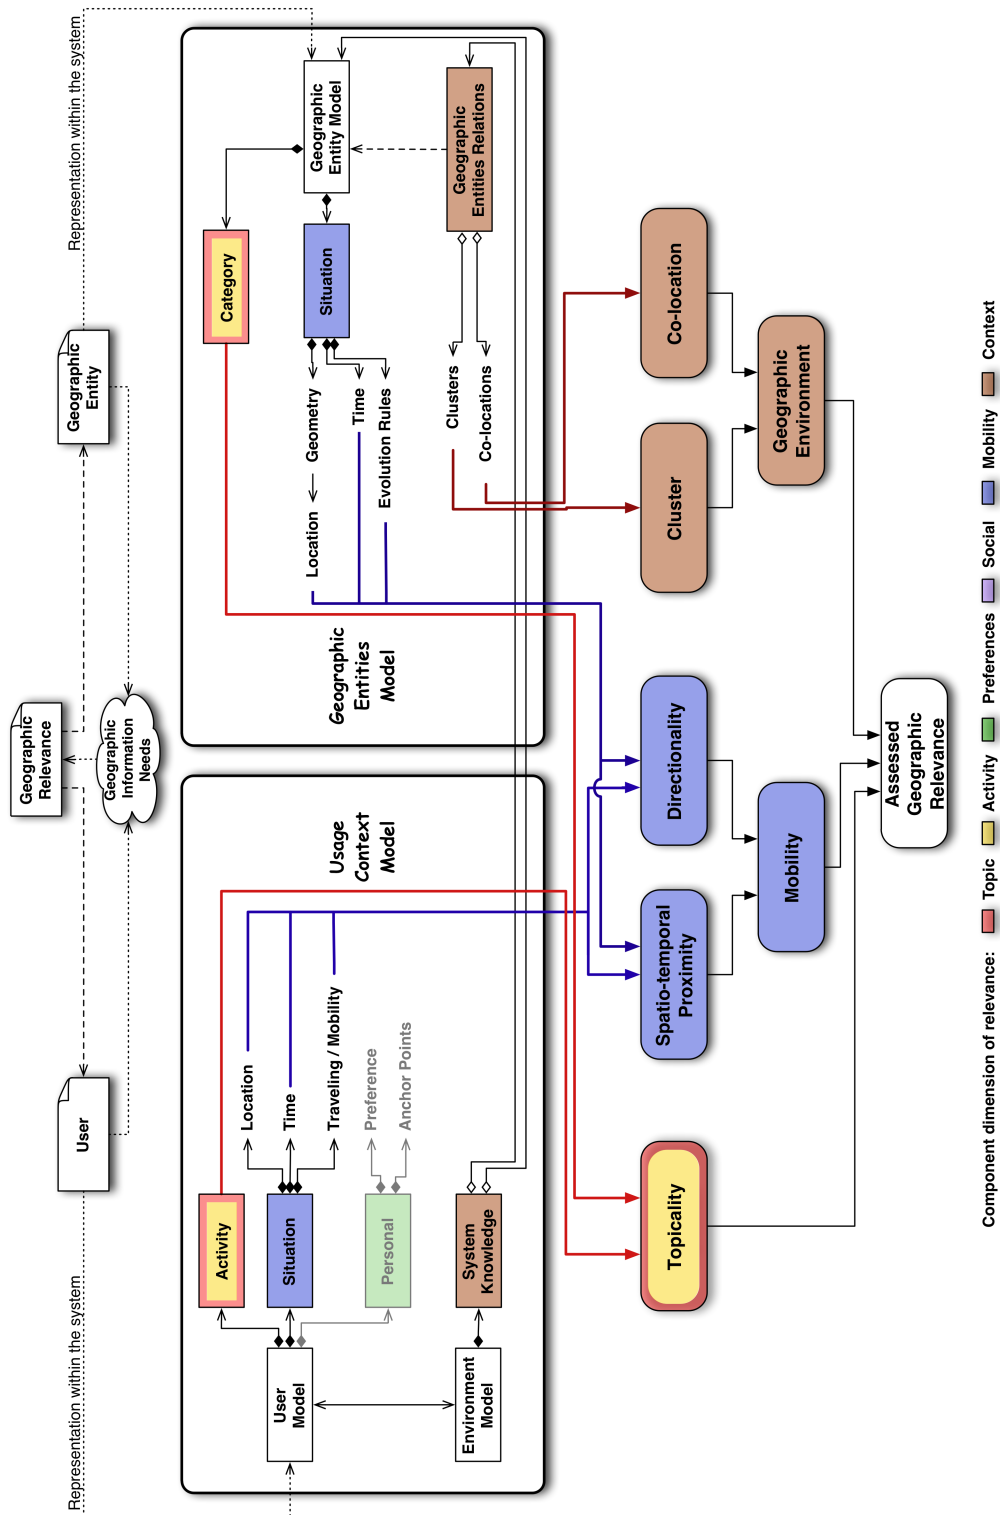 Representation within the system
Representation within the system
User
Geographic
Relevance
Geographic
Entity
Geographic
Information
Needs
Usage
Context
Model
User
Model
Activity
Situation
Personal
Location
Time
Traveling / Mobility
Preference
Anchor Points
Environment
Model
System
Knowledge
Geographic
Entities
Model
Category
Situation
Geographic
Entity Model
Location
Geometry
Time
Evolution Rules
Clusters
Co-locations
Geographic
Entities Relations
Topicality
Spatio-temporal
Proximity
Directionality
Cluster
Co-location
Mobility
Geographic
Environment
Assessed
Geographic
Relevance
Component dimension of relevance: Topic Activity Preferences Social Mobility Context